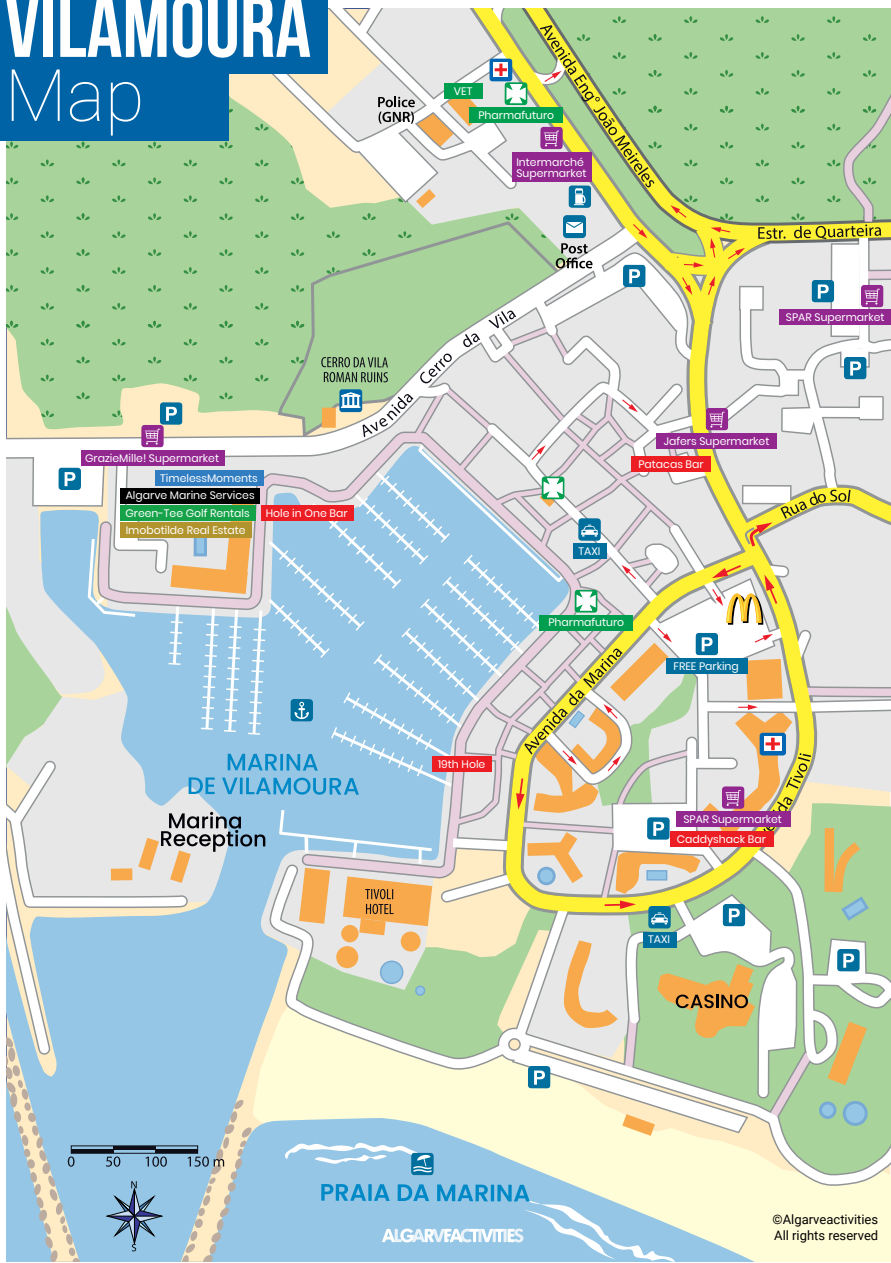 VILAMOURA
Map
Avenida Engº João Meireles
Police
(GNR)
VET
Pharmafuturo
Intermarché
Supermarket
Post
Office
Estr. de Quarteira
P
P
SPAR Supermarket
P
Avenida Cerro da Vila
CERRO DA VILA
ROMAN RUINS
P
GrazieMille! Supermarket
P
TimelessMoments
Algarve Marine Services
Green-Tee Golf Rentals
Hole in One Bar
Imobotilde Real Estate
Jafers Supermarket
Patacas Bar
Rua do Sol
TAXI
Pharmafuturo
P
FREE Parking
Avenida da Marina
MARINA
DE VILAMOURA
19th Hole
Marina
Reception
SPAR Supermarket
P
Caddyshack Bar
Tivoli
TIVOLI
HOTEL
TAXI
P
P
CASINO
P
0 50 100 150 m
N
S
PRAIA DA MARINA
ALGARVEACTIVITIES
©Algarveactivities
All rights reserved